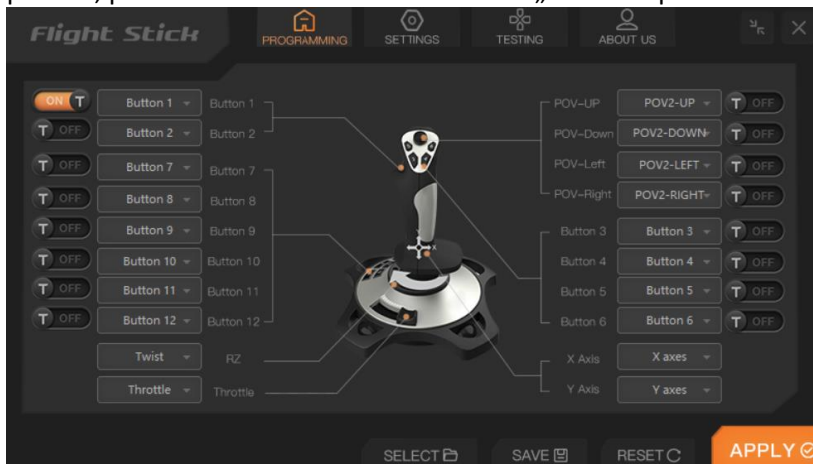 Flight Stick
PROGRAMMING SETTINGS TESTING ABOUT US
ON T Button 1 Button 1 POV-UP POV2-UP T OFF
T OFF Button 2 Button 2 POV-Down POV2-DOWN T OFF
T OFF Button 7 Button 7 POV-Left POV2-LEFT T OFF
T OFF Button 8 Button 8 POV-Right POV2-RIGHT T OFF
T OFF Button 9 Button 9 Button 3 Button 3 T OFF
T OFF Button 10 Button 10 Button 4 Button 4 T OFF
T OFF Button 11 Button 11 Button 5 Button 5 T OFF
T OFF Button 12 Button 12 Button 6 Button 6 T OFF
Twist RZ X Axis X axes
Throttle Throttle Y Axis Y axes
X
SELECT SAVE RESET APPLY